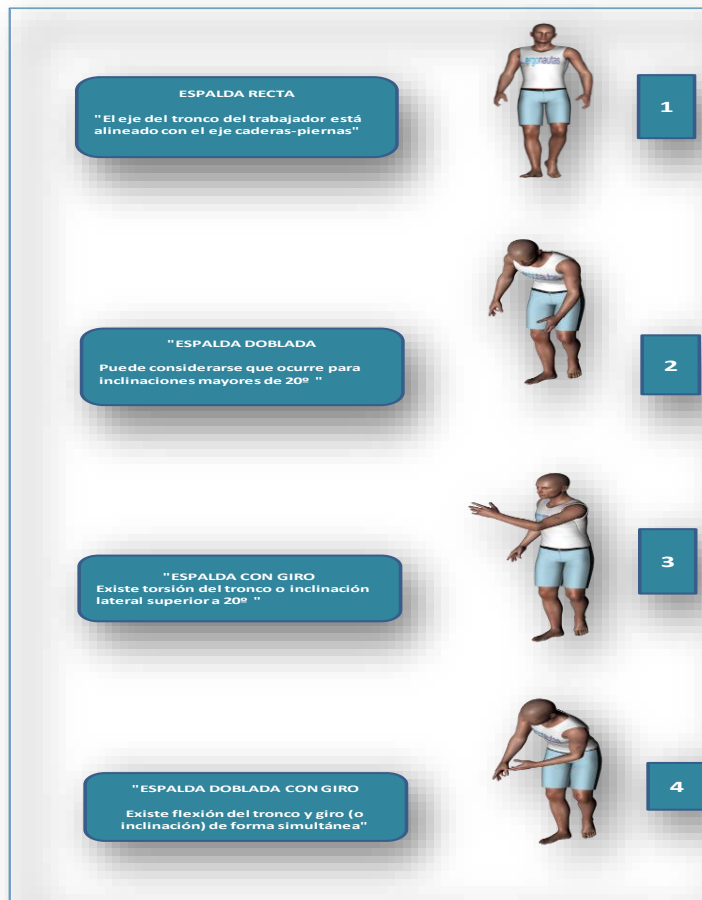 ESPALDA RECTA
"El eje del tronco del trabajador está
alineado con el eje caderas-piernas"
ergonautas
1
"ESPALDA DOBLADA
Puede considerarse que ocurre para
inclinaciones mayores de 20º "
2
"ESPALDA CON GIRO
Existe torsión del tronco o inclinación
lateral superior a 20º "
3
"ESPALDA DOBLADA CON GIRO
Existe flexión del tronco y giro (o
inclinación) de forma simultánea"
4